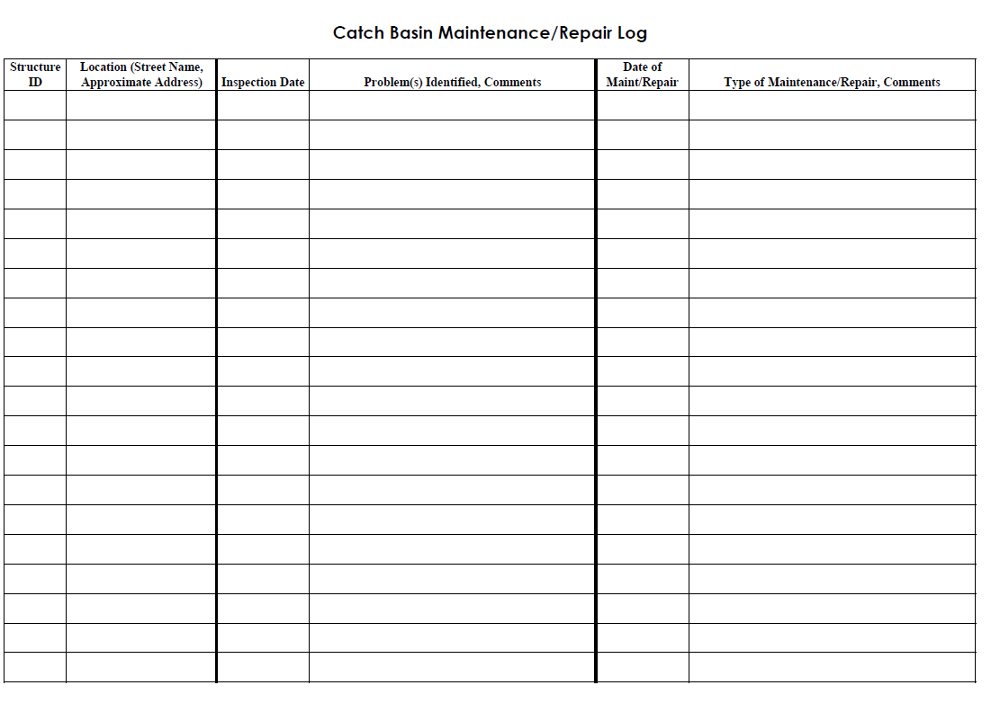 Catch Basin Maintenance/Repair Log
Structure ID
Location (Street Name, Approximate Address)
Inspection Date
Problem(s) Identified, Comments
Date of Maint/Repair
Type of Maintenance/Repair, Comments